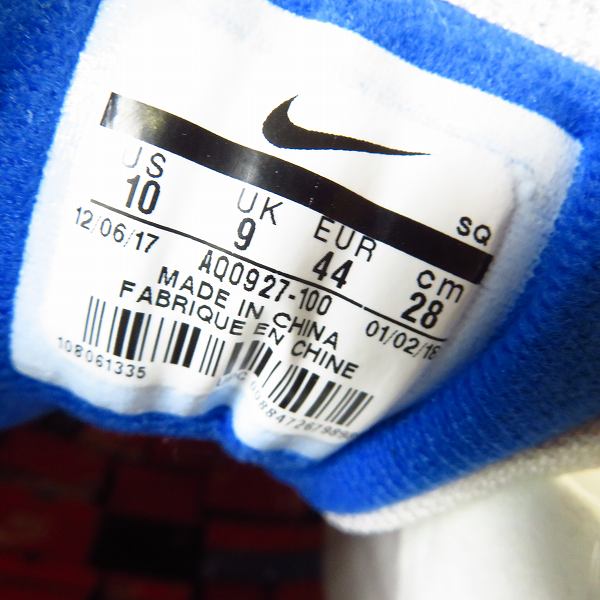 SQ
US UK EUR cm
10 9 44 28
12/06/17 AQ0927-100 01/02/18
MADE IN CHINA
FABRIQUE EN CHINE
108061335